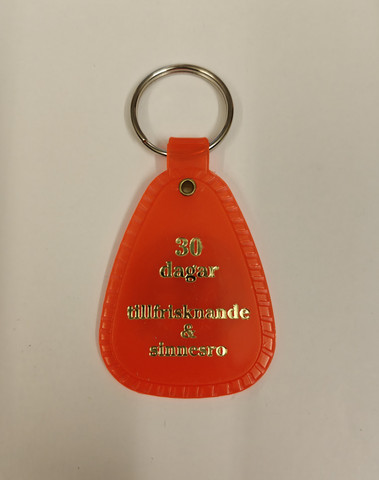 30
dagar
tillfrisknande
&
sinnesro